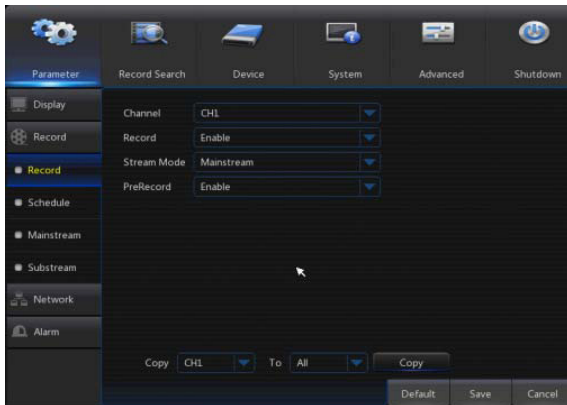 Parameter Record Search Device System Advanced Shutdown
Display
Record
Record
Schedule
Mainstream
Substream
Network
Alarm
Channel CH1
Record Enable
Stream Mode Mainstream
PreRecord Enable
Copy CH1 To All Copy
Default Save Cancel